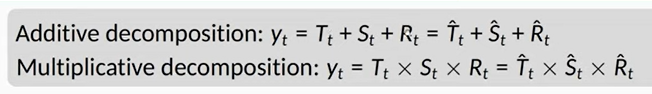 Additive decomposition: yₜ = Tₜ + Sₜ + Rₜ = T̂ₜ + Ŝₜ + R̂ₜ
Multiplicative decomposition: yₜ = Tₜ × Sₜ × Rₜ = T̂ₜ × Ŝₜ × R̂ₜ